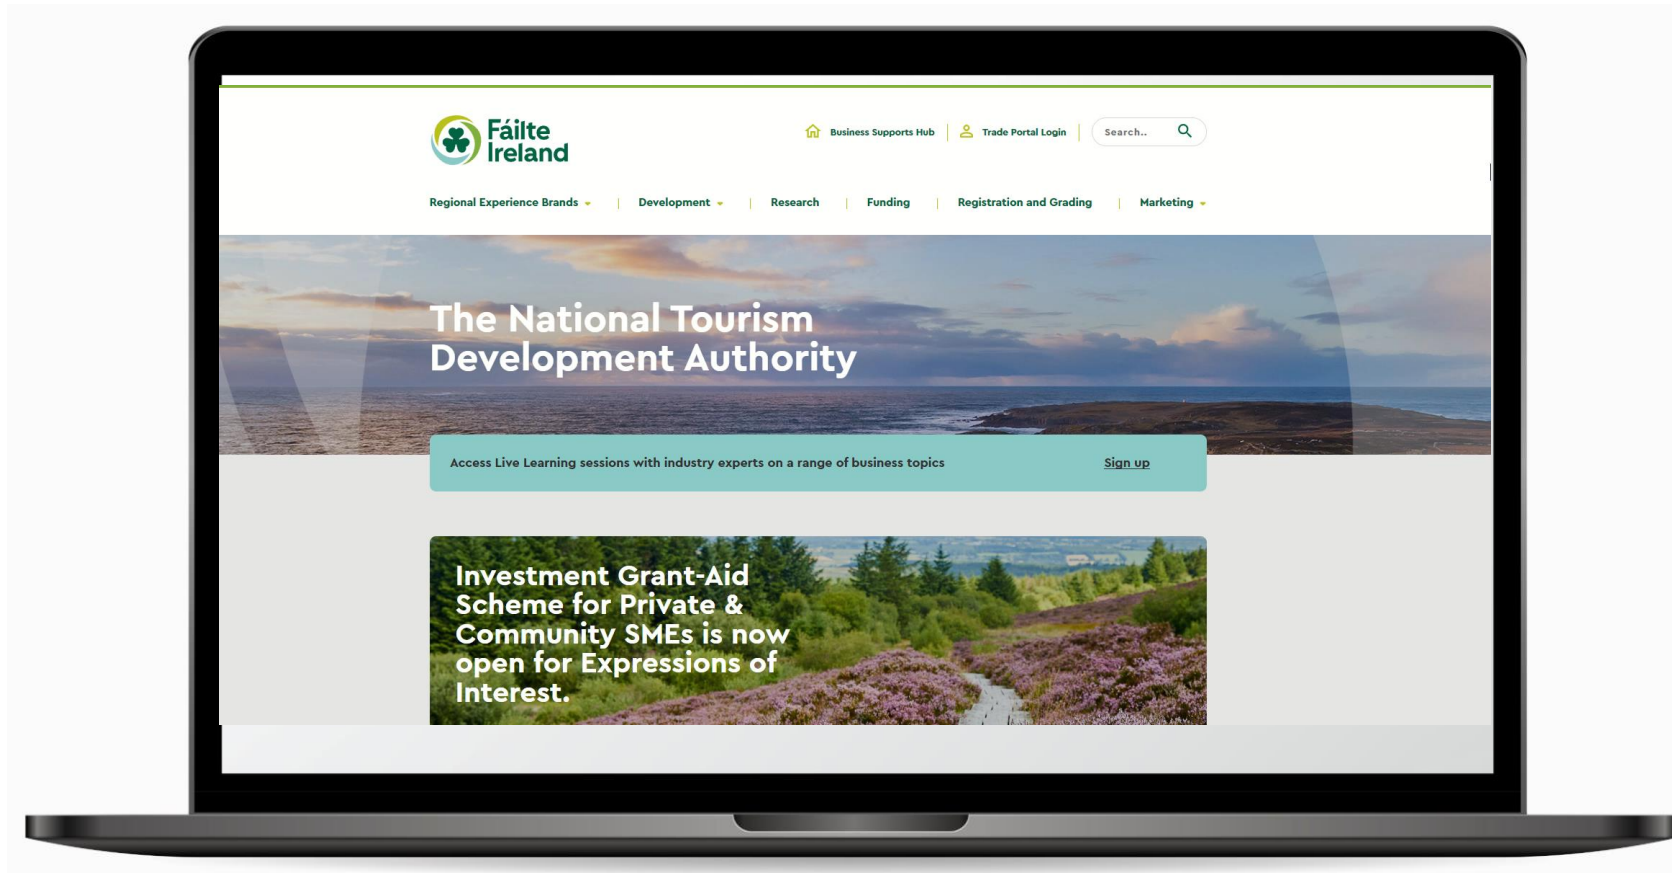 Fáilte
Ireland
Business Supports Hub
Trade Portal Login
Search..
Regional Experience Brands
Development
Research
Funding
Registration and Grading
Marketing
The National Tourism
Development Authority
Access Live Learning sessions with industry experts on a range of business topics
Sign up
Investment Grant-Aid
Scheme for Private &
Community SMEs is now
open for Expressions of
Interest.